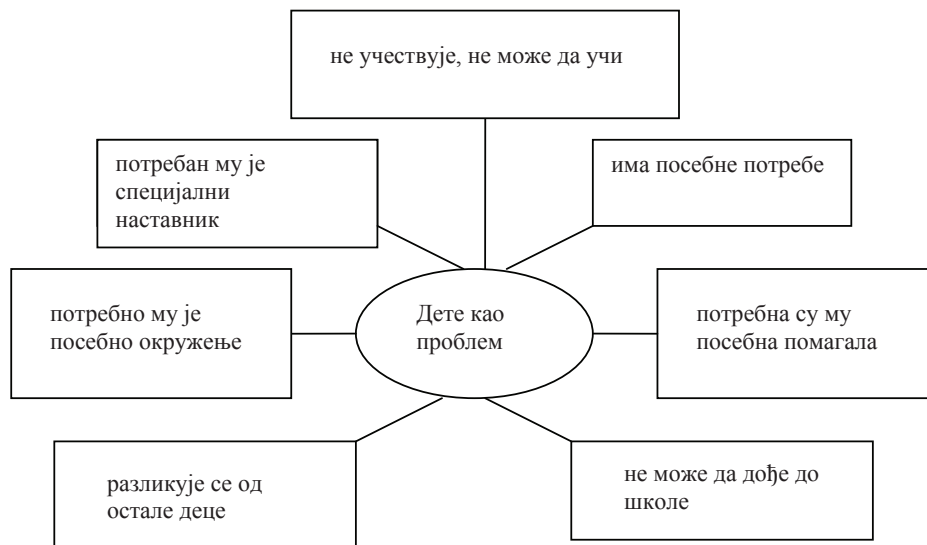 не учествује, не може да учи
потребан му је
специјални
наставник
има посебне потребе
потребно му је
посебно окружење
Дете као
проблем
потребна су му
посебна помагала
разликује се од
остале деце
не може да дође до
школе